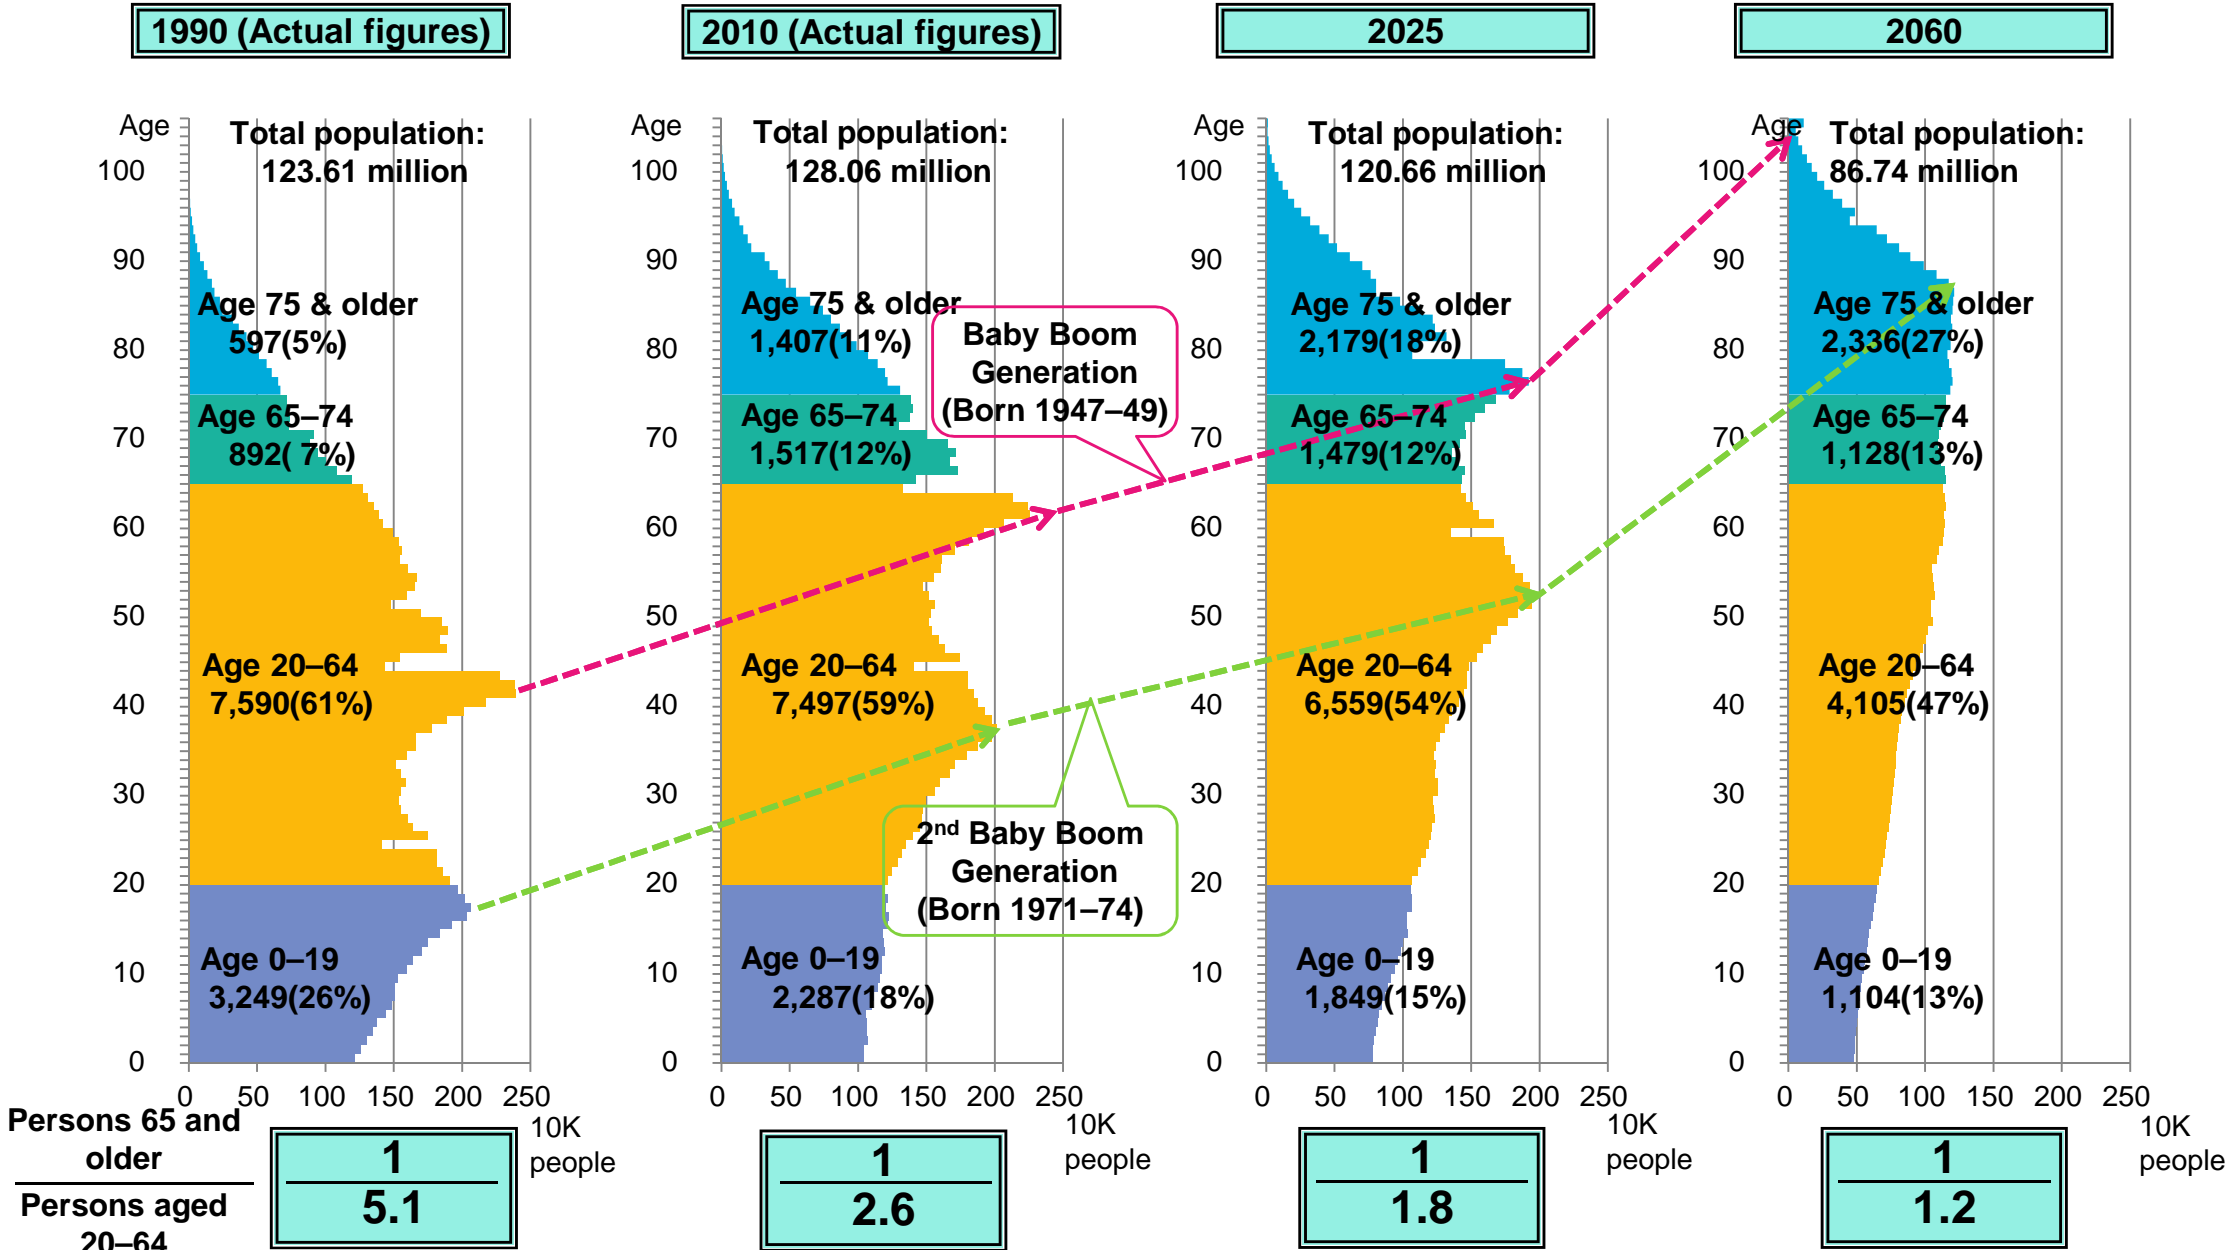 1990 (Actual figures)
2010 (Actual figures)
2025
2060
Age
Total population:
123.61 million
100
90
80
70
60
50
40
30
20
10
0
Age 75 & older
597(5%)
Age 65–74
892( 7%)
Age 20–64
7,590(61%)
Age 0–19
3,249(26%)
0 50 100 150 200 250
10K
people
Age
Total population:
128.06 million
100
90
80
70
60
50
40
30
20
10
0
Age 75 & older
1,407(11%)
Age 65–74
1,517(12%)
Age 20–64
7,497(59%)
Age 0–19
2,287(18%)
0 50 100 150 200 250
10K
people
Baby Boom
Generation
(Born 1947–49)
2nd Baby Boom
Generation
(Born 1971–74)
Age
Total population:
120.66 million
100
90
80
70
60
50
40
30
20
10
0
Age 75 & older
2,179(18%)
Age 65–74
1,479(12%)
Age 20–64
6,559(54%)
Age 0–19
1,849(15%)
0 50 100 150 200 250
10K
people
Age
Total population:
86.74 million
100
90
80
70
60
50
40
30
20
10
0
Age 75 & older
2,336(27%)
Age 65–74
1,128(13%)
Age 20–64
4,105(47%)
Age 0–19
1,104(13%)
0 50 100 150 200 250
10K
people
Persons 65 and
older
Persons aged
20–64
1
5.1
1
2.6
1
1.8
1
1.2